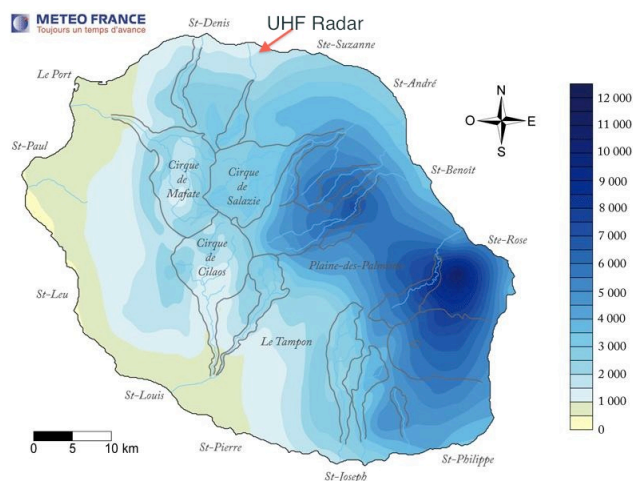 METEO FRANCE
Toujours un temps d'avance
UHF Radar
St-Denis
Ste-Suzanne
Le Port
St-André
St-Paul
Cirque
de
Mafate
Cirque
de
Salazie
St-Benoit
Cirque
de
Cilaos
Ste-Rose
Plaine-des-Palmistes
St-Leu
Le Tampon
St-Louis
St-Pierre
St-Joseph
St-Philippe
0 5 10 km
N
O E
S
12 000
11 000
10 000
9 000
8 000
7 000
6 000
5 000
4 000
3 000
2 000
1 000
0